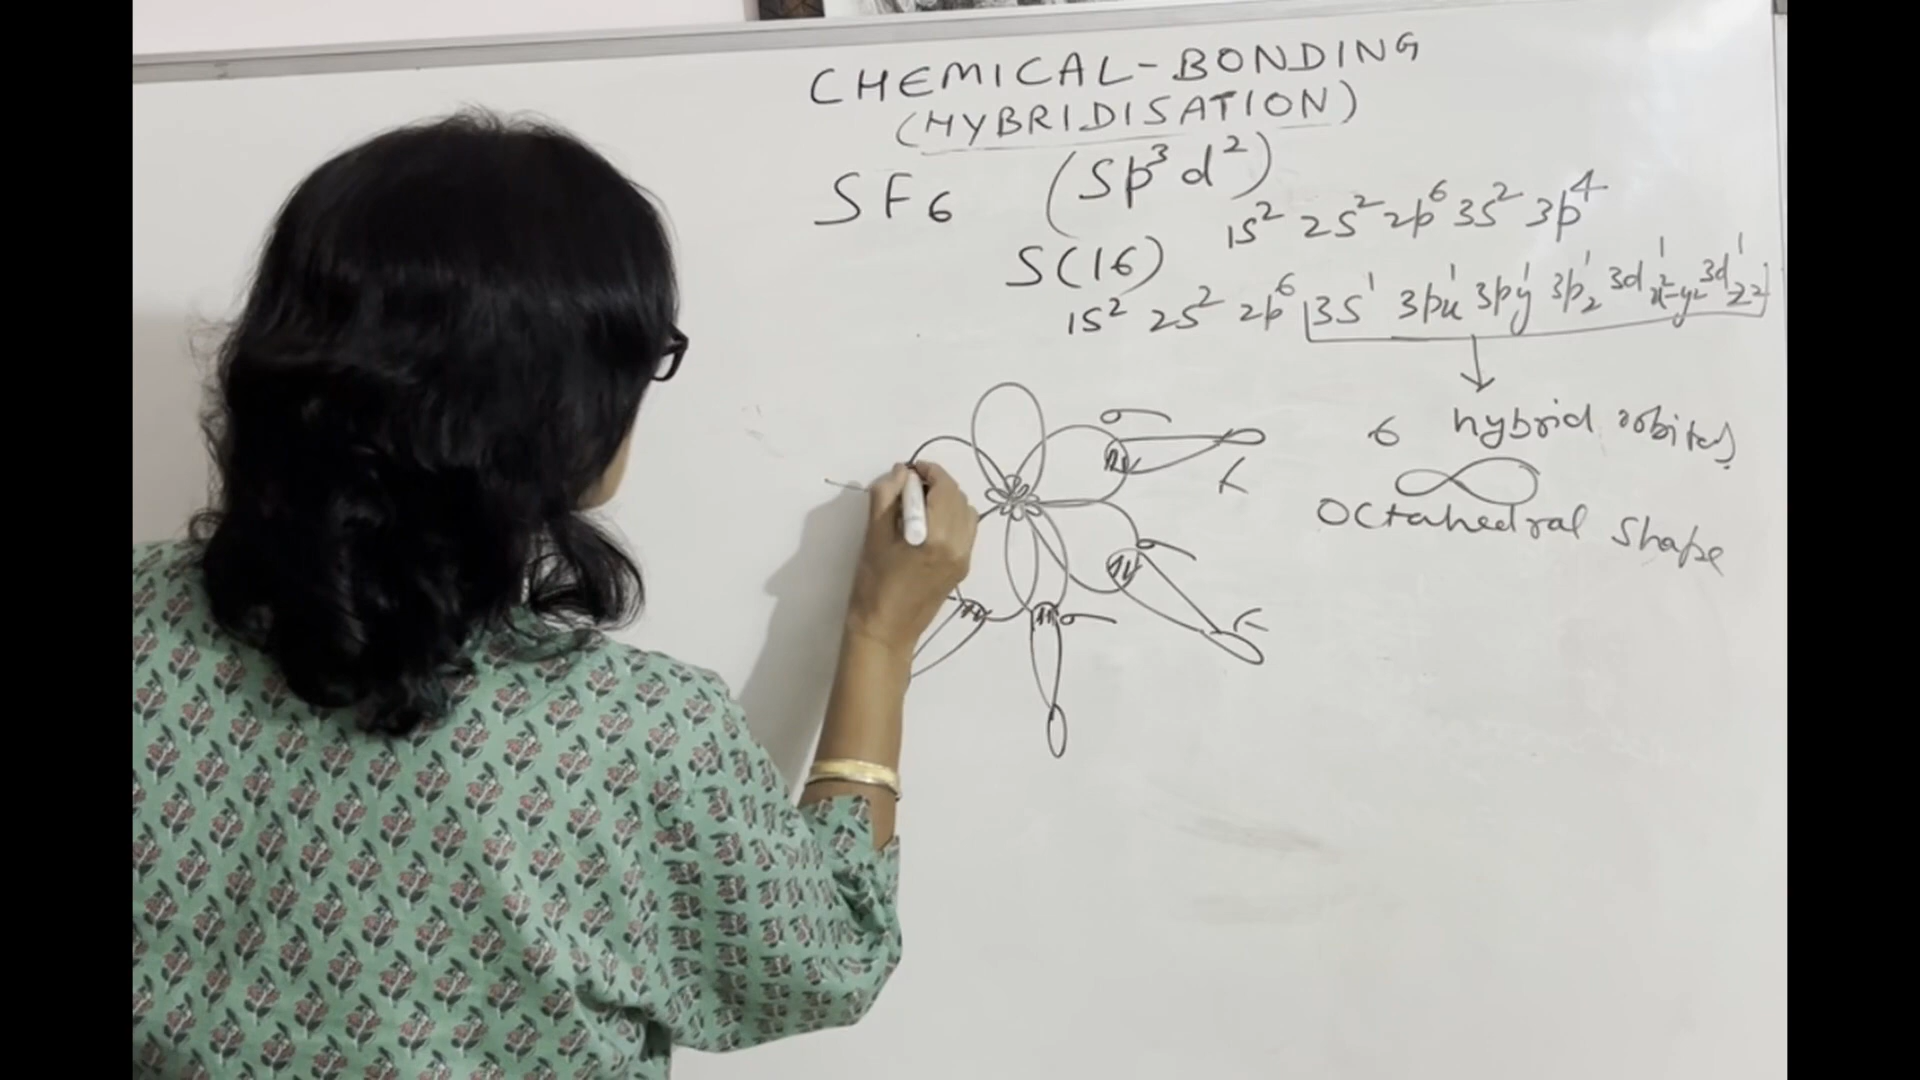 CHEMICAL-BONDING
(HYBRIDISATION)
SF6 (Sp³d²)
S(16) 1S² 2S² 2p⁶ 3S² 3p⁴
1S² 2S² 2p⁶ 3S¹ 3px¹ 3py¹ 3pz¹ 3d¹x²-y² 3d¹z²
6 hybrid orbitals
Octahedral Shape
σ
F
σ
F
σ